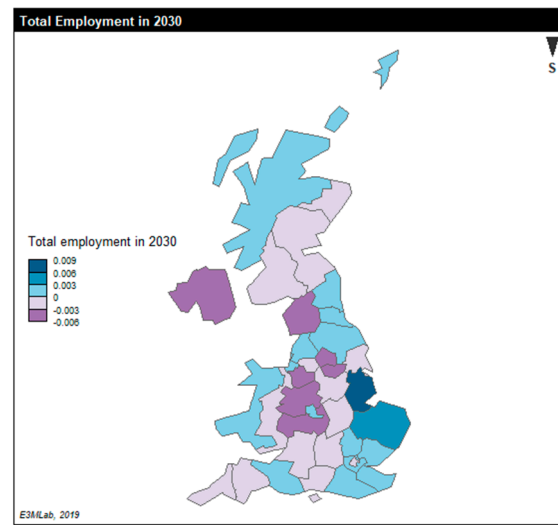 Total Employment in 2030
S
Total employment in 2030
0.009
0.006
0.003
0
-0.003
-0.006
E3MLab, 2019